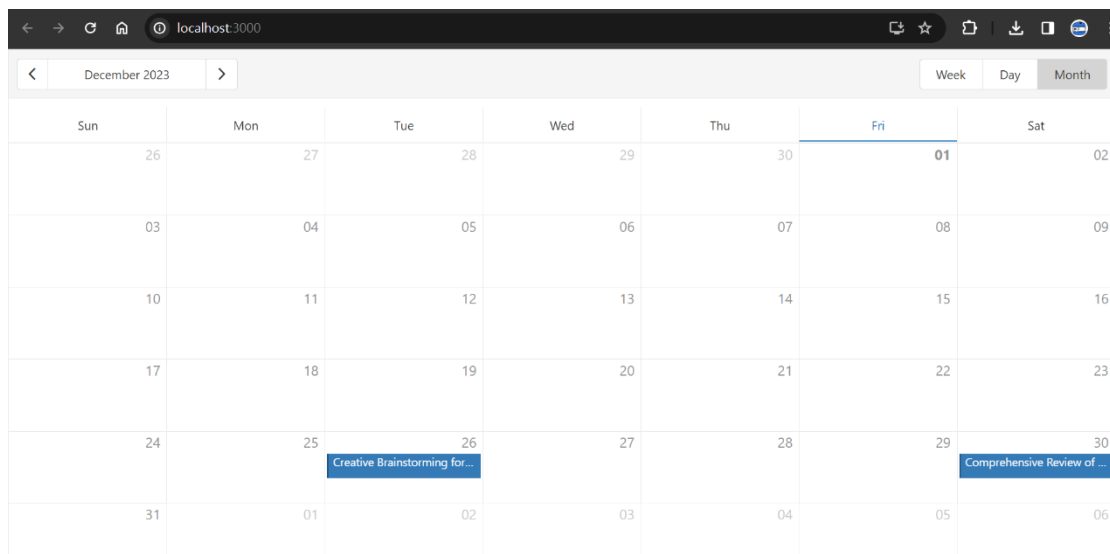 localhost:3000
December 2023
Week Day Month
Sun Mon Tue Wed Thu Fri Sat
26 27 28 29 30 01 02
03 04 05 06 07 08 09
10 11 12 13 14 15 16
17 18 19 20 21 22 23
24 25 26 27 28 29 30
Creative Brainstorming for... Comprehensive Review of ...
31 01 02 03 04 05 06